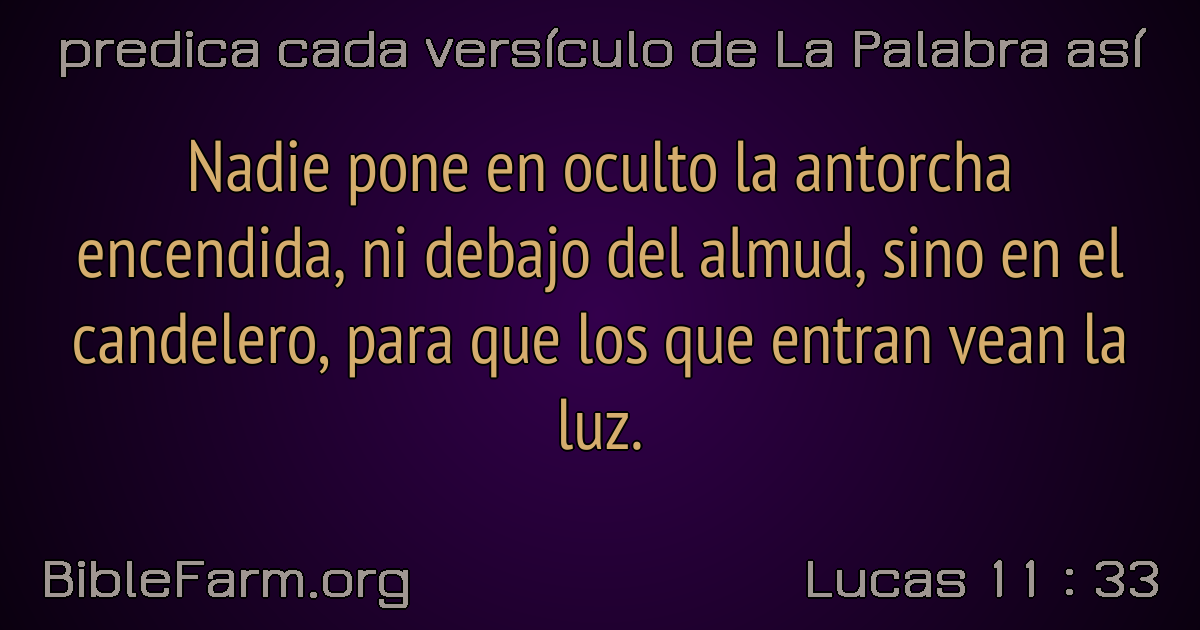 predica cada versículo de La Palabra así
Nadie pone en oculto la antorcha
encendida, ni debajo del almud, sino en el
candelero, para que los que entran vean la
luz.
BibleFarm.org
Lucas 11 : 33